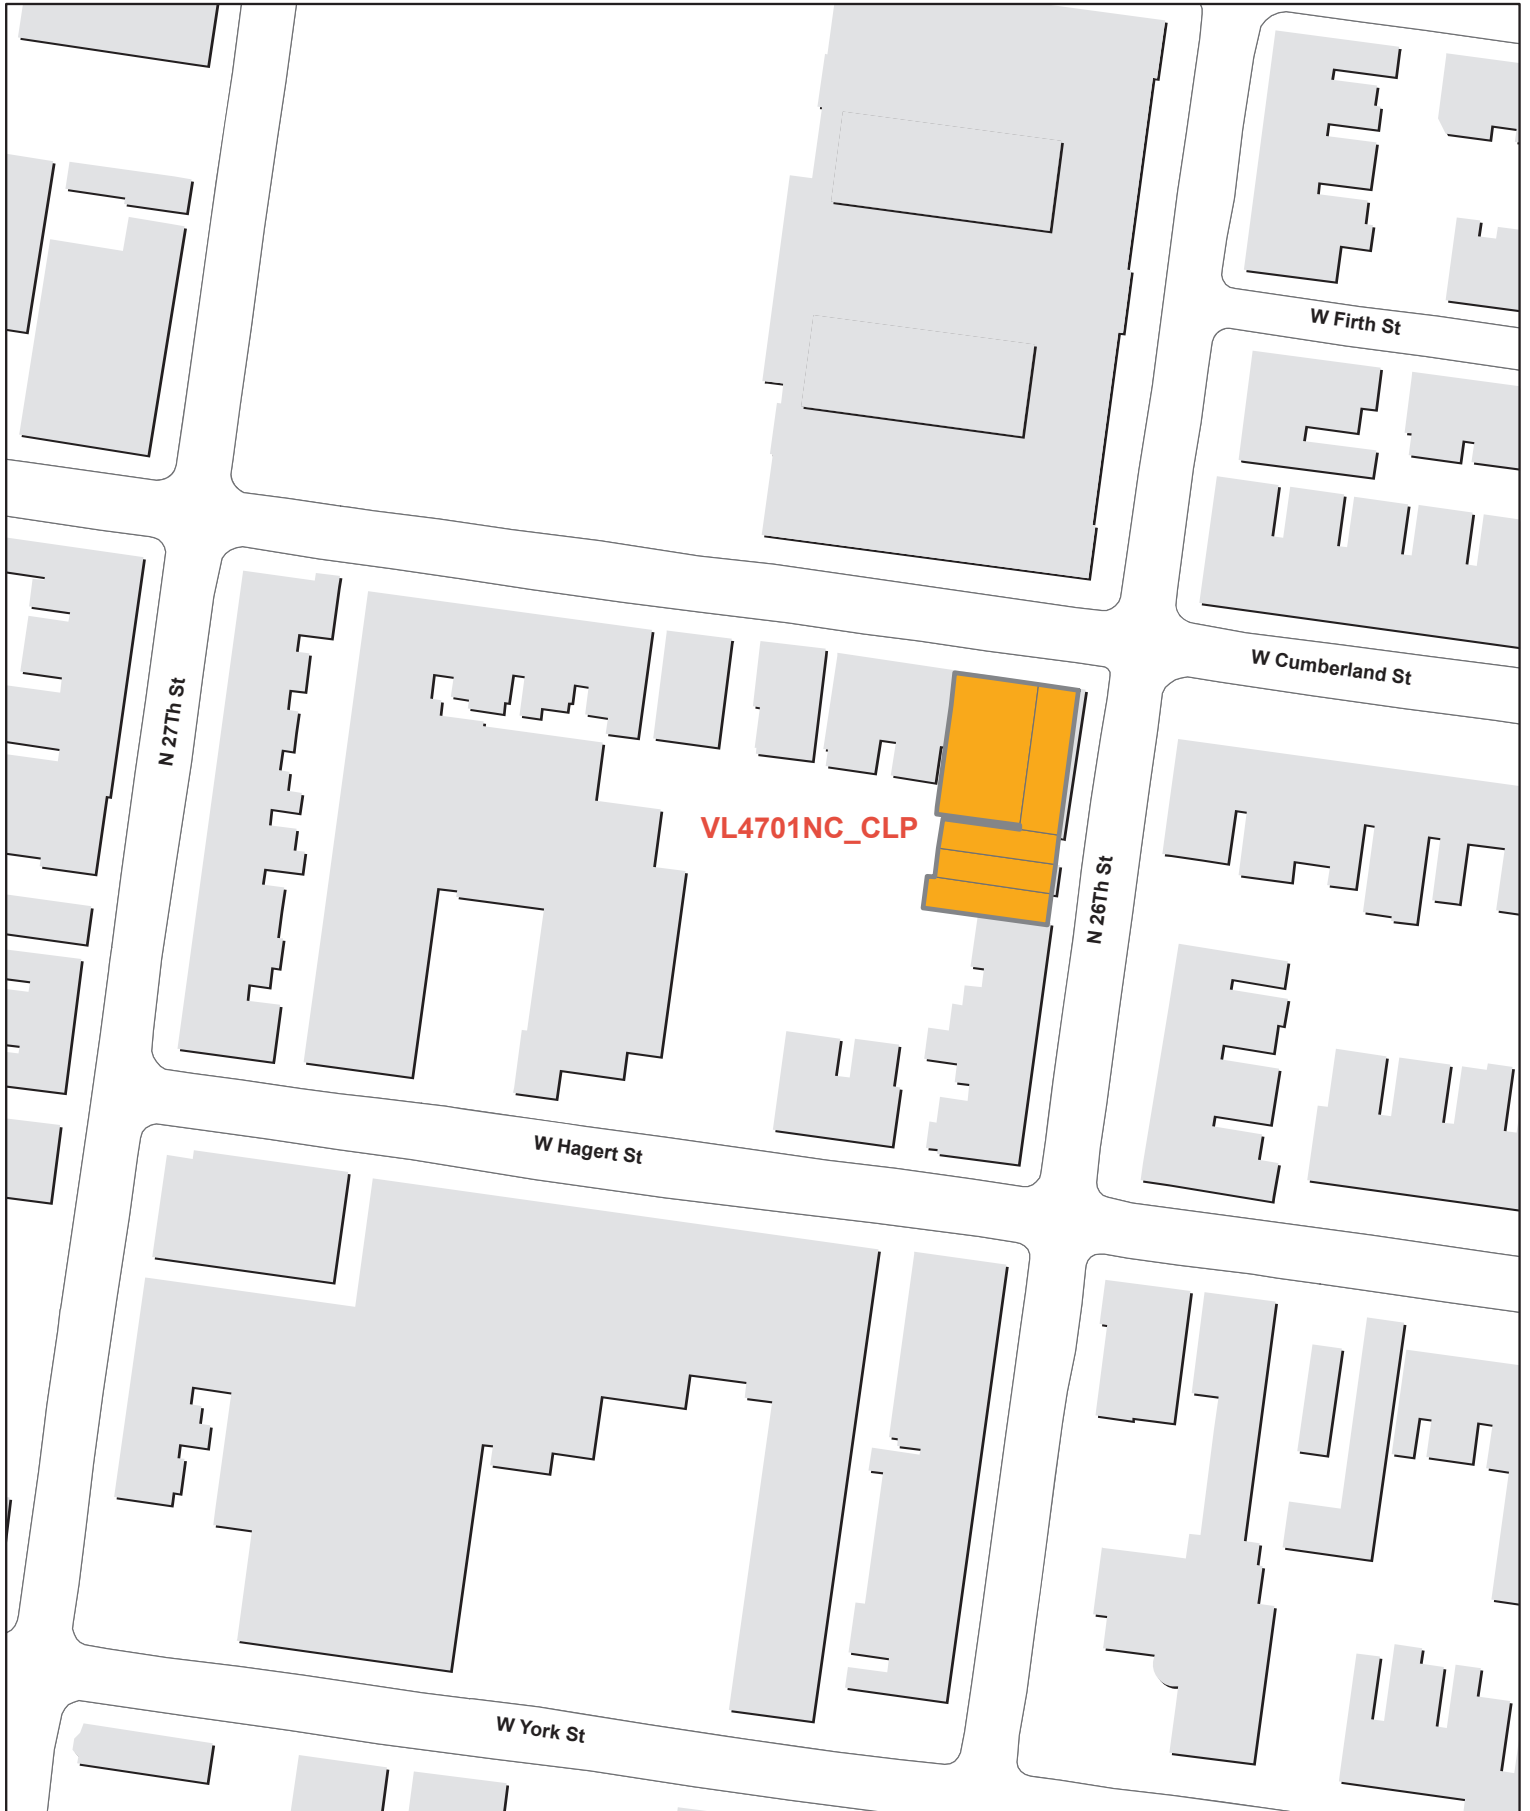 W Firth St
W Cumberland St
N 27Th St
VL4701NC_CLP
N 26Th St
W Hagert St
W York St